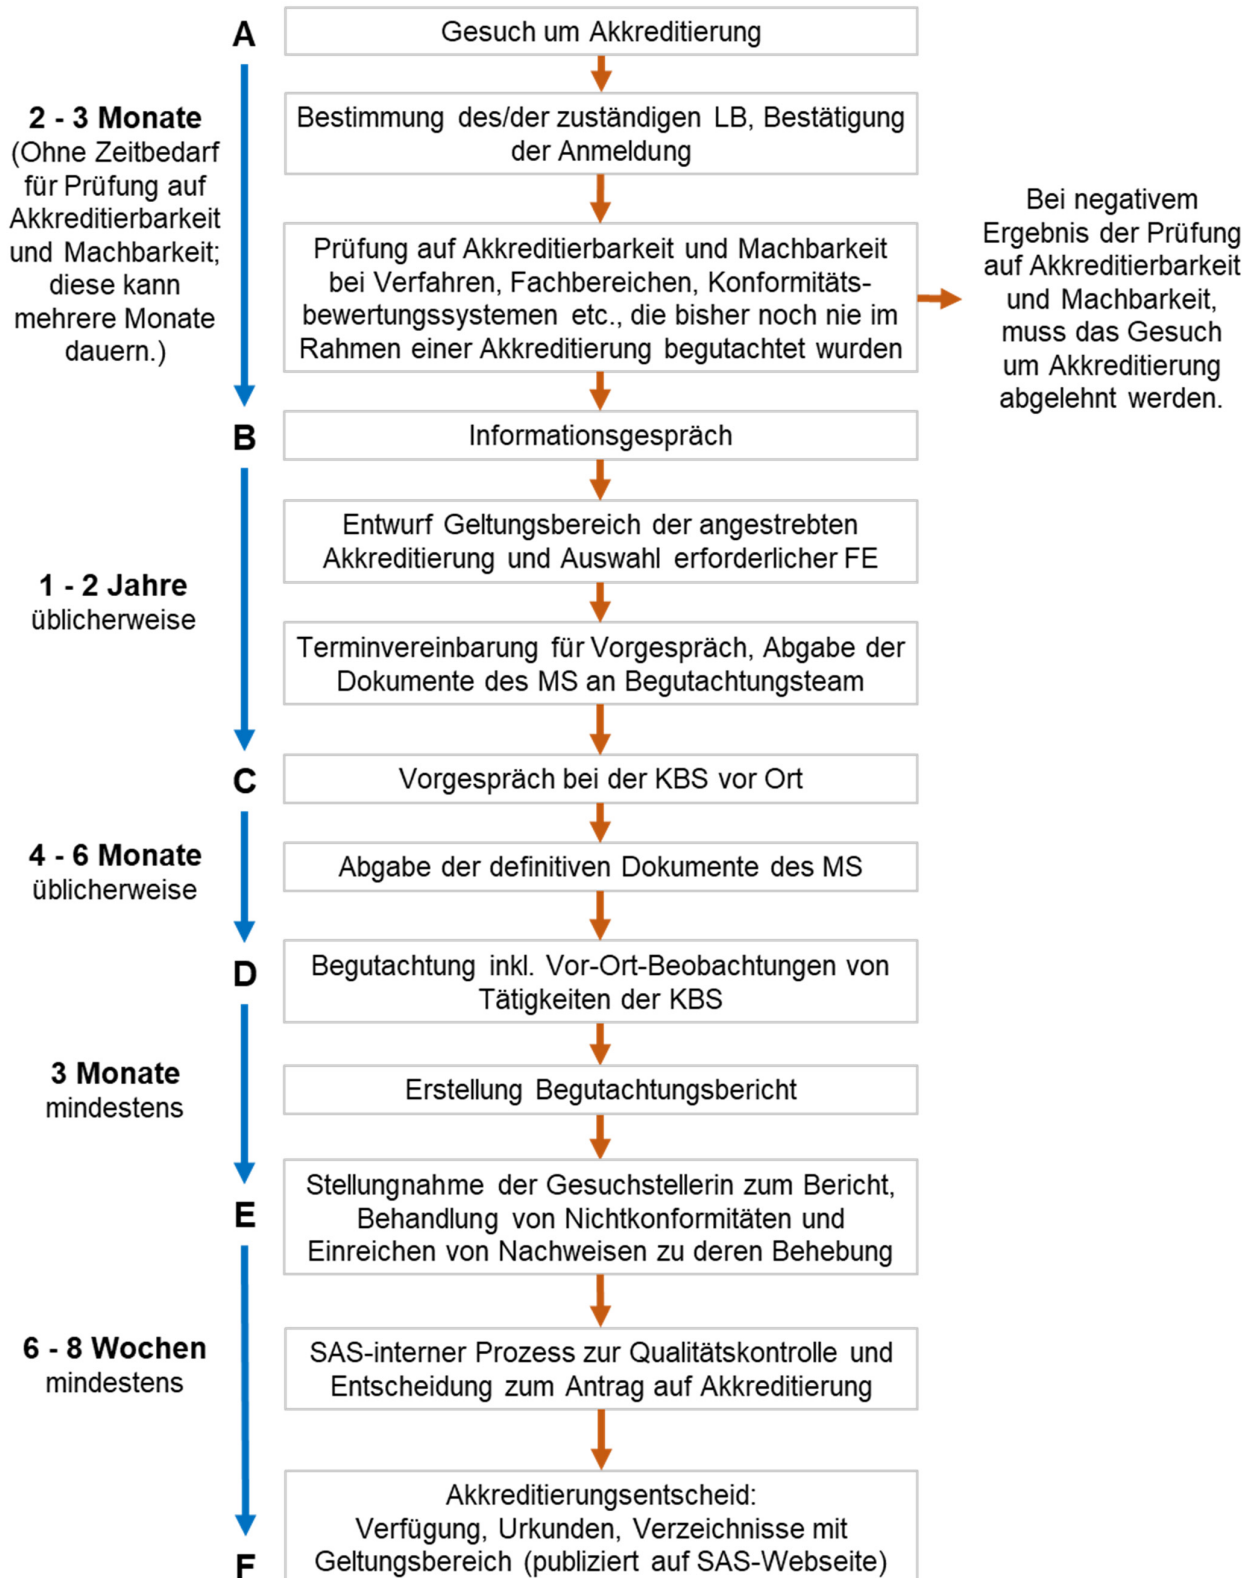 A
Gesuch um Akkreditierung
2 - 3 Monate
(Ohne Zeitbedarf
für Prüfung auf
Akkreditierbarkeit
und Machbarkeit;
diese kann
mehrere Monate
dauern.)
Bestimmung des/der zuständigen LB, Bestätigung
der Anmeldung
Prüfung auf Akkreditierbarkeit und Machbarkeit
bei Verfahren, Fachbereichen, Konformitäts-
bewertungssystemen etc., die bisher noch nie im
Rahmen einer Akkreditierung begutachtet wurden
Bei negativem
Ergebnis der Prüfung
auf Akkreditierbarkeit
und Machbarkeit,
muss das Gesuch
um Akkreditierung
abgelehnt werden.
B
Informationsgespräch
1 - 2 Jahre
üblicherweise
Entwurf Geltungsbereich der angestrebten
Akkreditierung und Auswahl erforderlicher FE
Terminvereinbarung für Vorgespräch, Abgabe der
Dokumente des MS an Begutachtungsteam
C
Vorgespräch bei der KBS vor Ort
4 - 6 Monate
üblicherweise
Abgabe der definitiven Dokumente des MS
D
Begutachtung inkl. Vor-Ort-Beobachtungen von
Tätigkeiten der KBS
3 Monate
mindestens
Erstellung Begutachtungsbericht
E
Stellungnahme der Gesuchstellerin zum Bericht,
Behandlung von Nichtkonformitäten und
Einreichen von Nachweisen zu deren Behebung
6 - 8 Wochen
mindestens
SAS-interner Prozess zur Qualitätskontrolle und
Entscheidung zum Antrag auf Akkreditierung
F
Akkreditierungsentscheid:
Verfügung, Urkunden, Verzeichnisse mit
Geltungsbereich (publiziert auf SAS-Webseite)